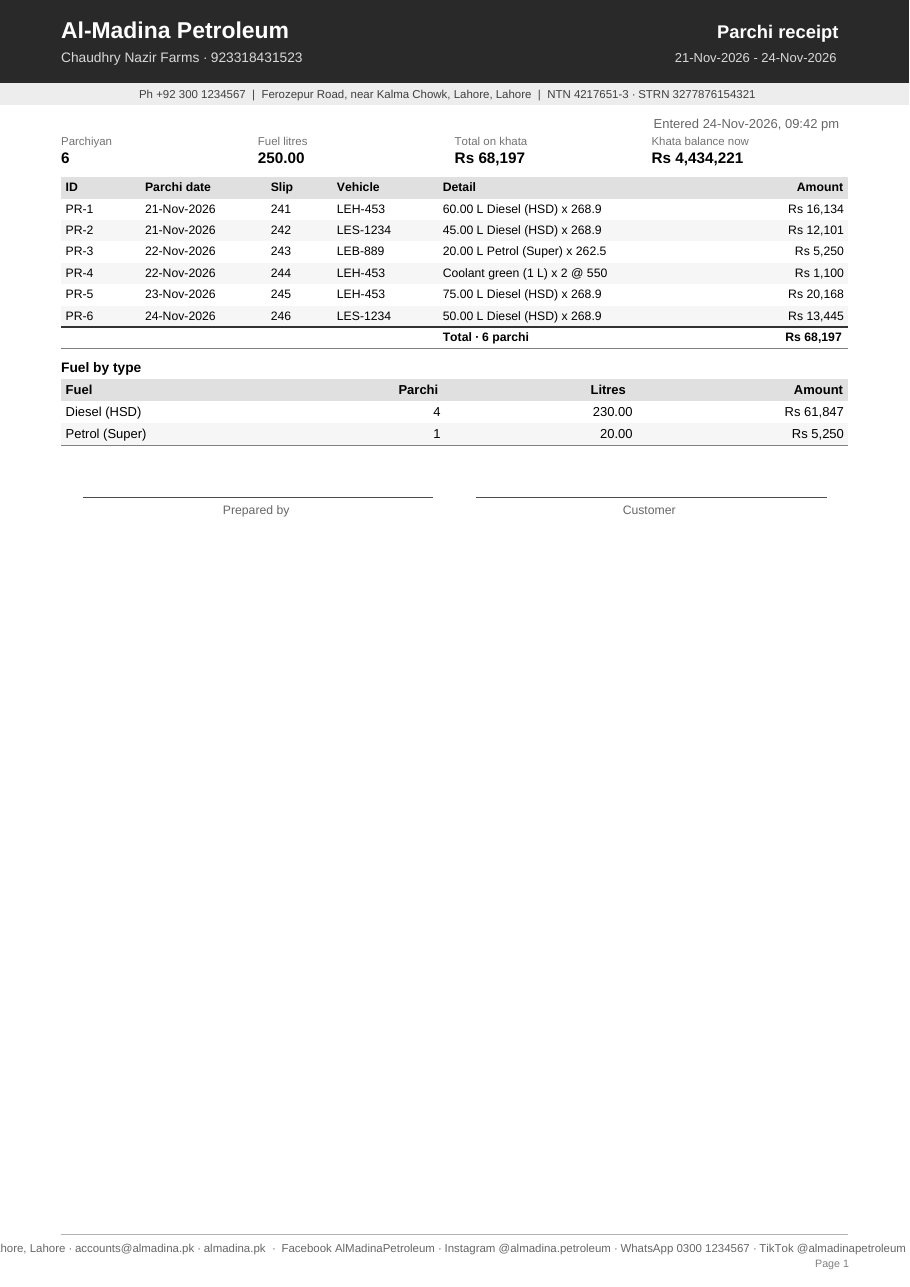 Al-Madina Petroleum
Parchi receipt
Chaudhry Nazir Farms · 923318431523
21-Nov-2026 - 24-Nov-2026
Ph +92 300 1234567 | Ferozepur Road, near Kalma Chowk, Lahore, Lahore | NTN 4217651-3 · STRN 3277876154321
Entered 24-Nov-2026, 09:42 pm
Parchiyan Fuel litres Total on khata Khata balance now
6 250.00 Rs 68,197 Rs 4,434,221
ID Parchi date Slip Vehicle Detail Amount
PR-1 21-Nov-2026 241 LEH-453 60.00 L Diesel (HSD) x 268.9 Rs 16,134
PR-2 21-Nov-2026 242 LES-1234 45.00 L Diesel (HSD) x 268.9 Rs 12,101
PR-3 22-Nov-2026 243 LEB-889 20.00 L Petrol (Super) x 262.5 Rs 5,250
PR-4 22-Nov-2026 244 LEH-453 Coolant green (1 L) x 2 @ 550 Rs 1,100
PR-5 23-Nov-2026 245 LEH-453 75.00 L Diesel (HSD) x 268.9 Rs 20,168
PR-6 24-Nov-2026 246 LES-1234 50.00 L Diesel (HSD) x 268.9 Rs 13,445
Total · 6 parchi Rs 68,197
Fuel by type
Fuel Parchi Litres Amount
Diesel (HSD) 4 230.00 Rs 61,847
Petrol (Super) 1 20.00 Rs 5,250
Prepared by Customer
hore, Lahore · accounts@almadina.pk · almadina.pk · Facebook AlMadinaPetroleum · Instagram @almadina.petroleum · WhatsApp 0300 1234567 · TikTok @almadinapetroleum
Page 1